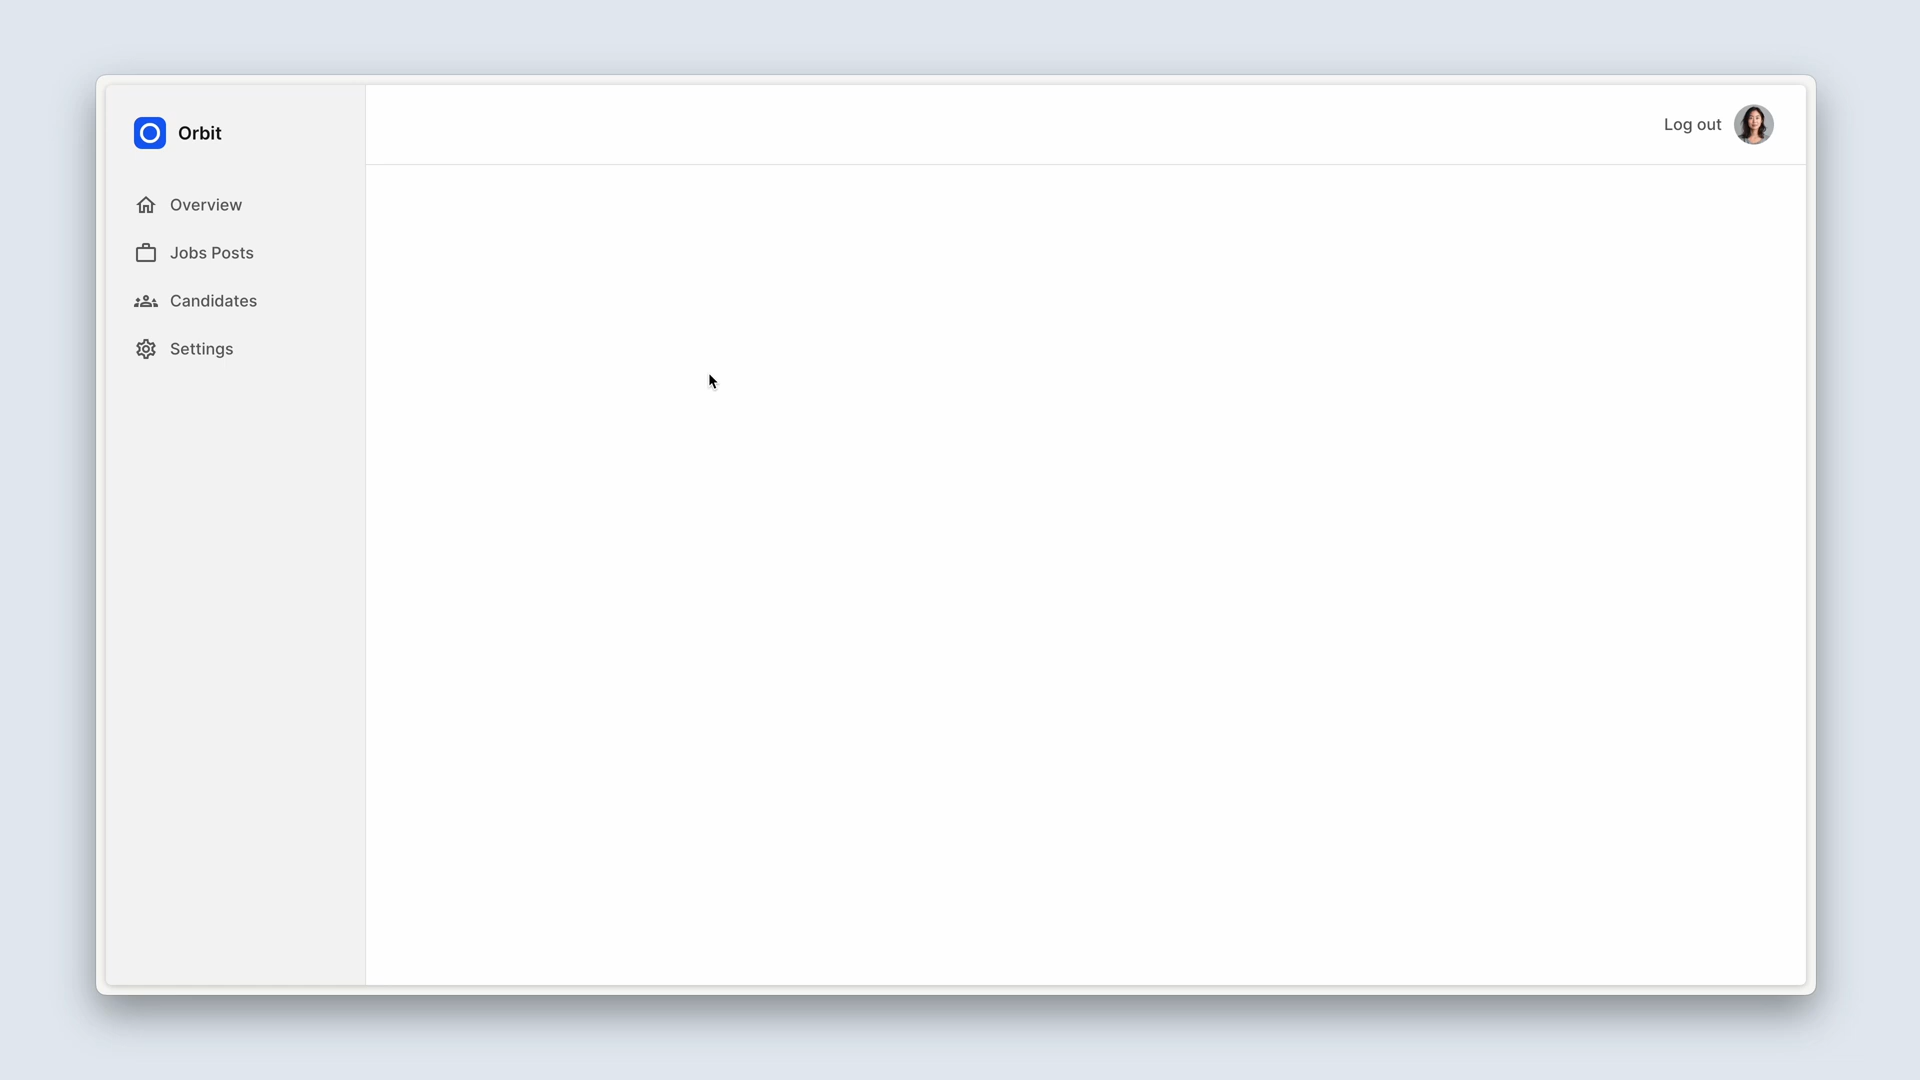 Orbit
Log out
Overview
Jobs Posts
Candidates
Settings